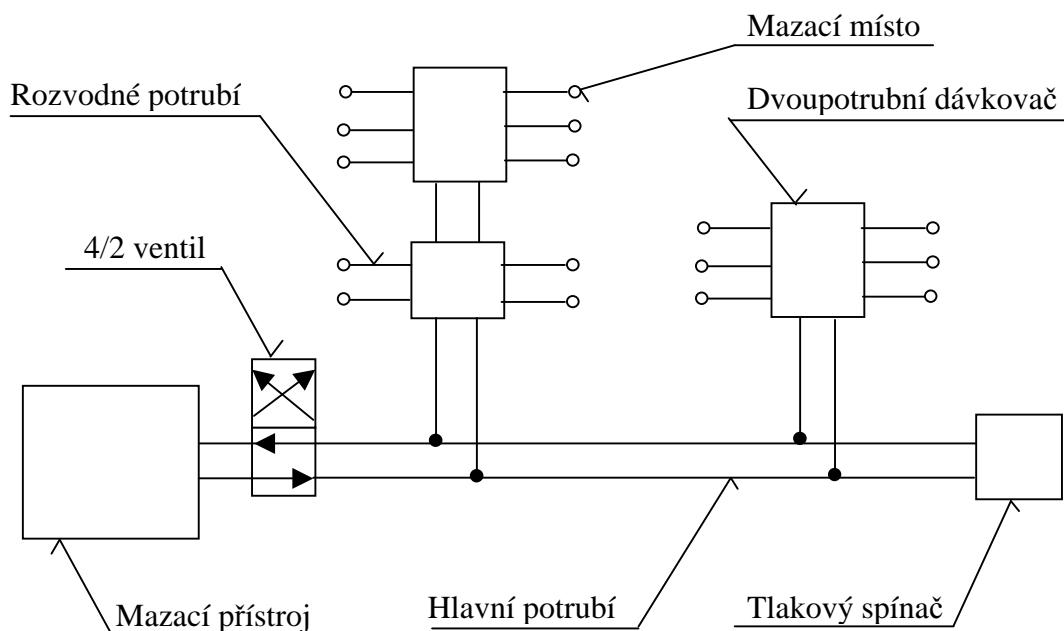 Mazací místo
Rozvodné potrubí
Dvoupotrubní dávkovač
4/2 ventil
Mazací přístroj
Hlavní potrubí
Tlakový spínač